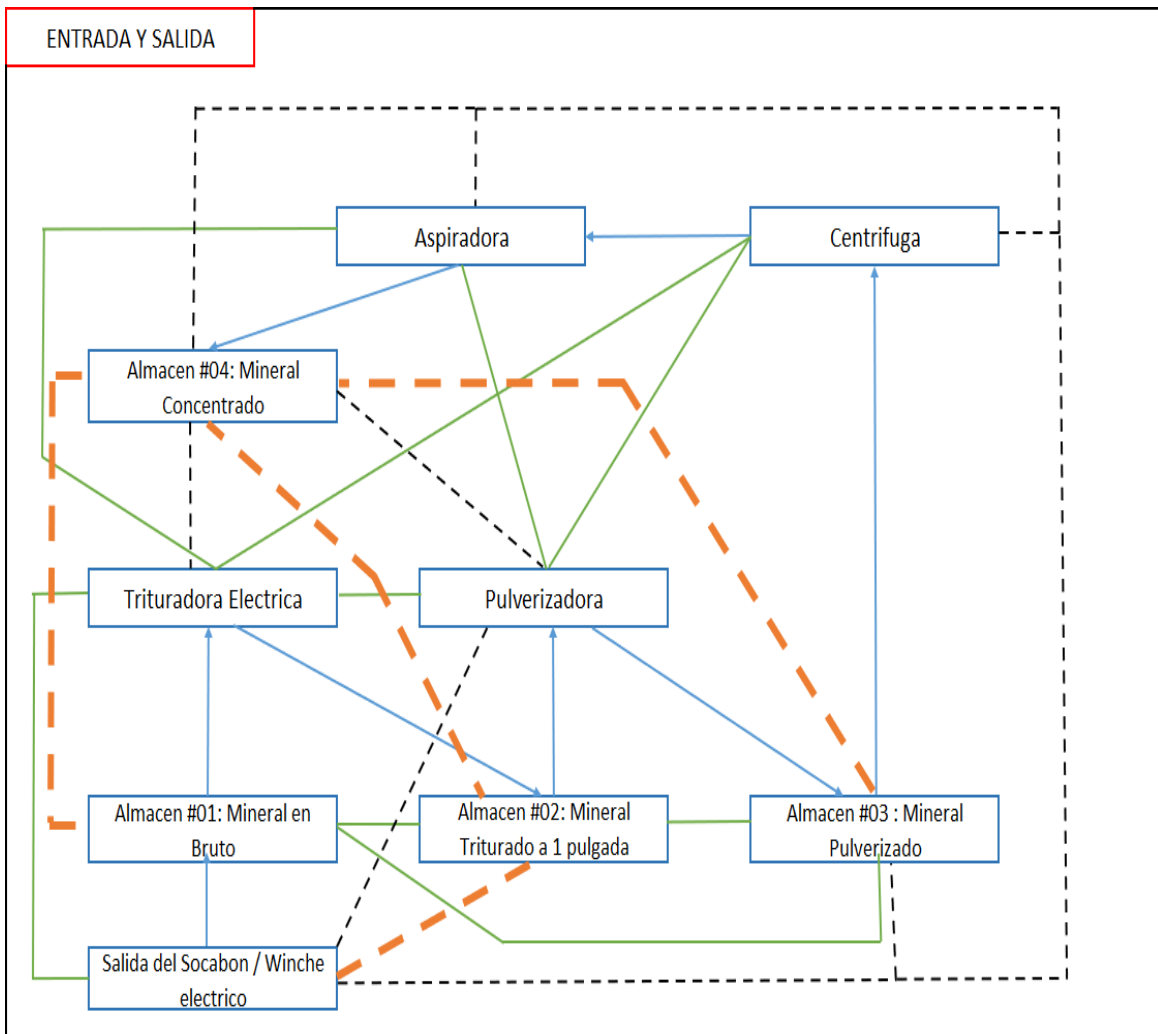 ENTRADA Y SALIDA
Aspiradora
Centrifuga
Almacen #04: Mineral
Concentrado
Trituradora Electrica
Pulverizadora
Almacen #01: Mineral en
Bruto
Almacen #02: Mineral
Triturado a 1 pulgada
Almacen #03 : Mineral
Pulverizado
Salida del Socabon / Winche
electrico